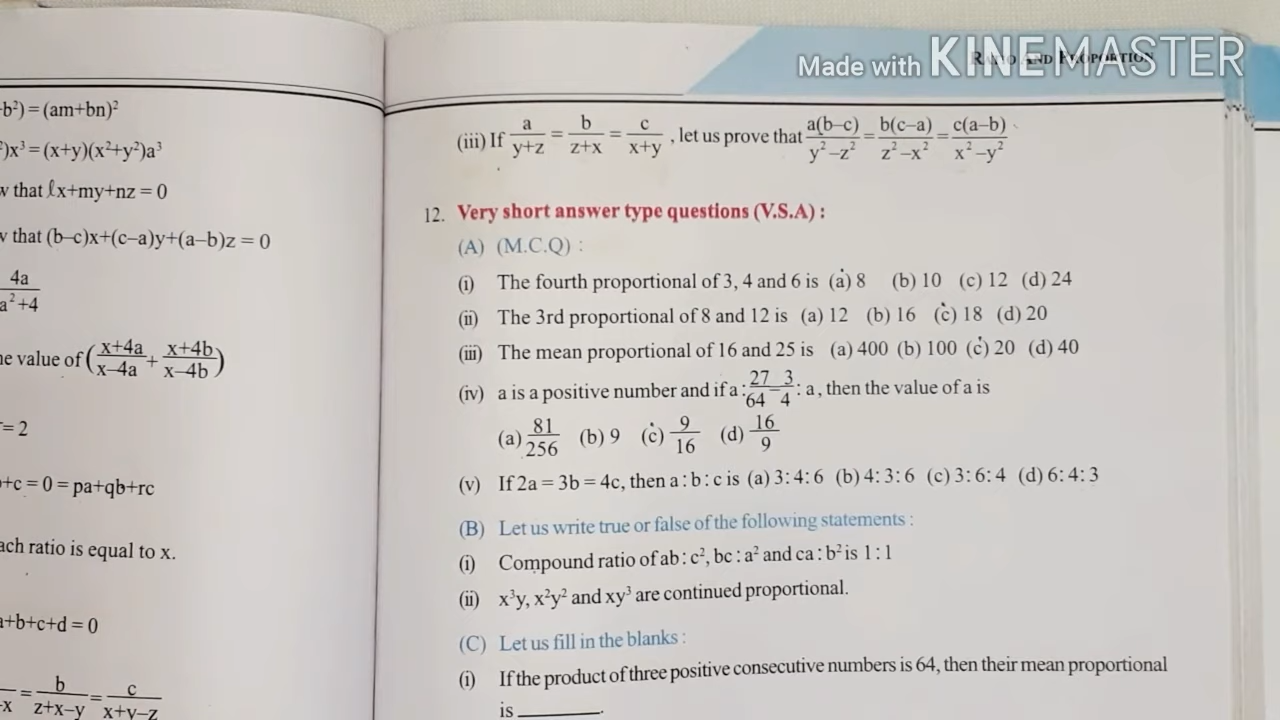 Made with KINEMASTER
RATIO AND PROPORTION
b²) = (am+bn)²
)x³ = (x+y)(x²+y²)a³
that ℓx+my+nz = 0
that (b–c)x+(c–a)y+(a–b)z = 0
4a
a²+4
value of (x+4a/x–4a + x+4b/x–4b)
= 2
+c = 0 = pa+qb+rc
ratio is equal to x.
+b+c+d = 0
= b/z+x–y = c/x+y–z
(iii) If a/y+z = b/z+x = c/x+y , let us prove that a(b–c)/y²–z² = b(c–a)/z²–x² = c(a–b)/x²–y²
12. Very short answer type questions (V.S.A) :
(A) (M.C.Q) :
(i) The fourth proportional of 3, 4 and 6 is (a) 8 (b) 10 (c) 12 (d) 24
(ii) The 3rd proportional of 8 and 12 is (a) 12 (b) 16 (c) 18 (d) 20
(iii) The mean proportional of 16 and 25 is (a) 400 (b) 100 (c) 20 (d) 40
(iv) a is a positive number and if a : 27/64 = 3/4 : a , then the value of a is
(a) 81/256 (b) 9 (c) 9/16 (d) 16/9
(v) If 2a = 3b = 4c, then a : b : c is (a) 3 : 4 : 6 (b) 4 : 3 : 6 (c) 3 : 6 : 4 (d) 6 : 4 : 3
(B) Let us write true or false of the following statements :
(i) Compound ratio of ab : c², bc : a² and ca : b² is 1 : 1
(ii) x³y, x²y² and xy³ are continued proportional.
(C) Let us fill in the blanks :
(i) If the product of three positive consecutive numbers is 64, then their mean proportional
is ________.